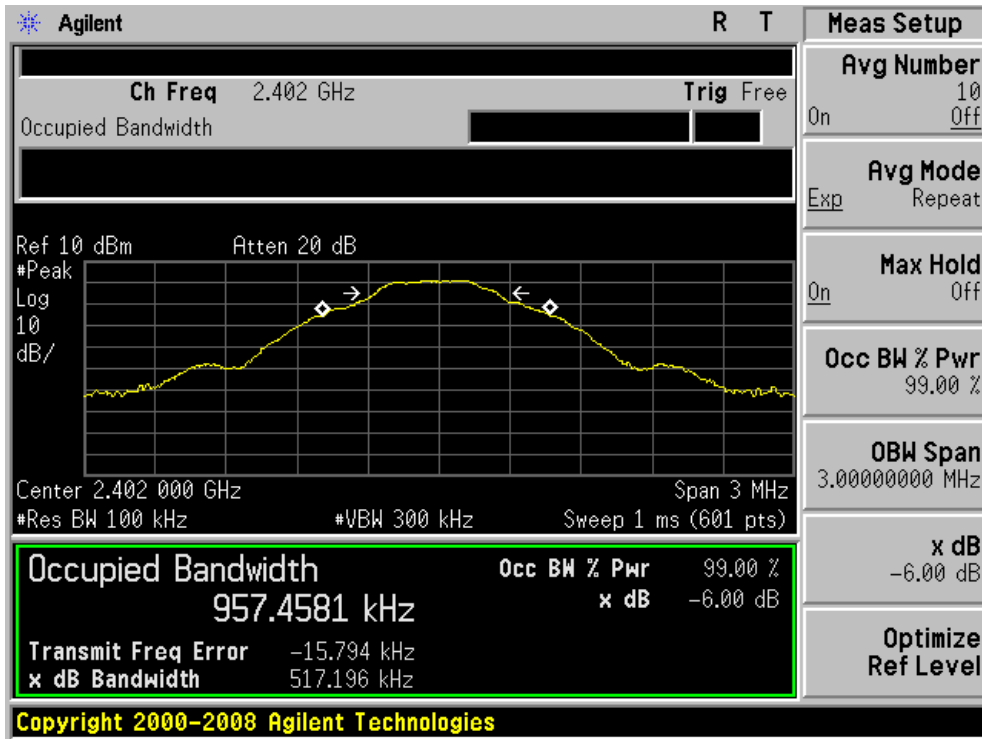 Agilent R T
Ch Freq 2.402 GHz Trig Free
Occupied Bandwidth
Ref 10 dBm Atten 20 dB
#Peak
Log
10
dB/
Center 2.402 000 GHz Span 3 MHz
#Res BW 100 kHz #VBW 300 kHz Sweep 1 ms (601 pts)
Occupied Bandwidth Occ BW % Pwr 99.00 %
957.4581 kHz x dB -6.00 dB
Transmit Freq Error -15.794 kHz
x dB Bandwidth 517.196 kHz
Copyright 2000-2008 Agilent Technologies
Meas Setup
Avg Number
10
On Off
Avg Mode
Exp Repeat
Max Hold
On Off
Occ BW % Pwr
99.00 %
OBW Span
3.00000000 MHz
x dB
-6.00 dB
Optimize
Ref Level